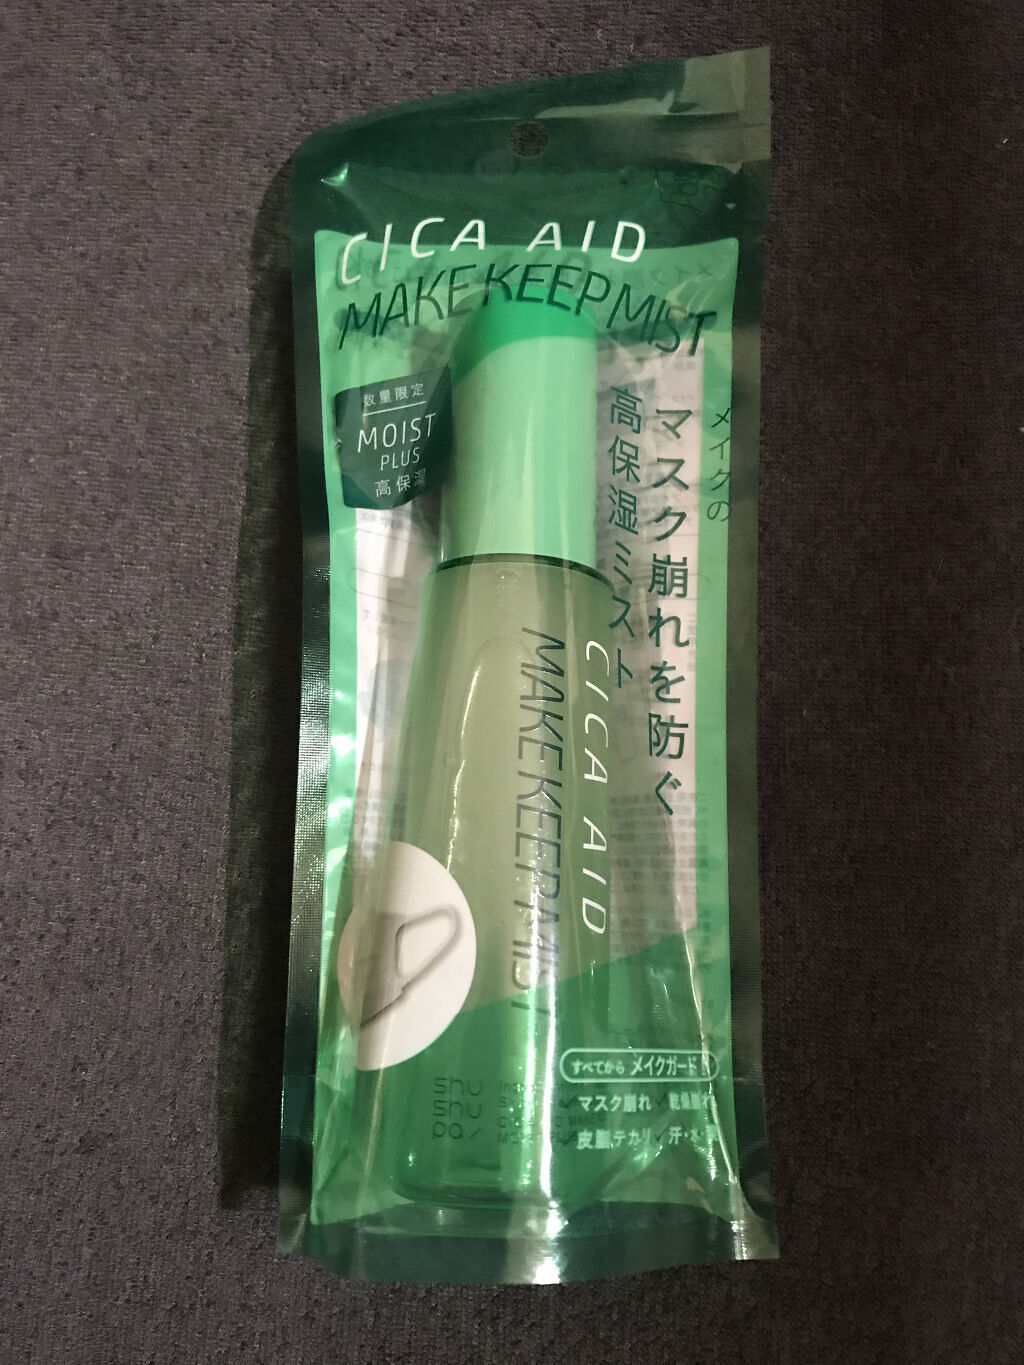 CICA AID
MAKE KEEP MIST
数量限定
MOIST
PLUS
高保湿
メイクの
マスク崩れを防ぐ
高保湿ミスト
CICA AID
MAKE KEEP MIST
すべてから メイクガード
マスク崩れ 乾燥崩れ
皮脂テカリ 汗・水
shu
shu
pa/